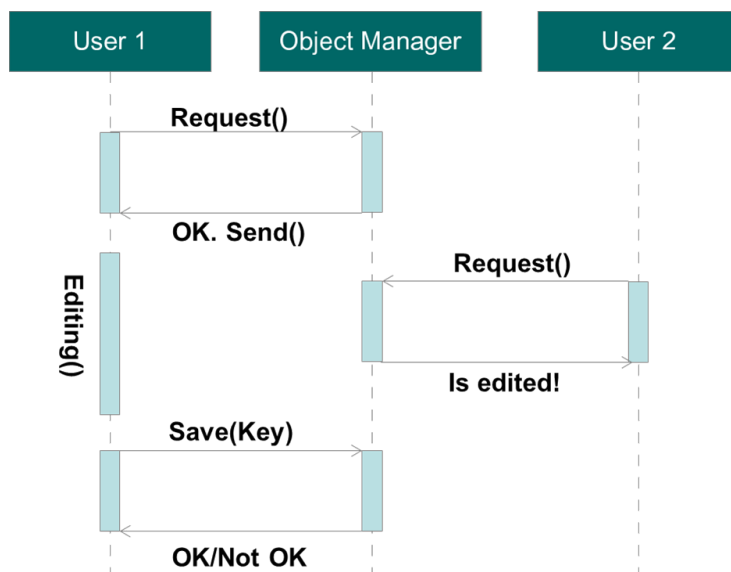 User 1
Object Manager
User 2
Request()
OK. Send()
Request()
Editing()
Is edited!
Save(Key)
OK/Not OK